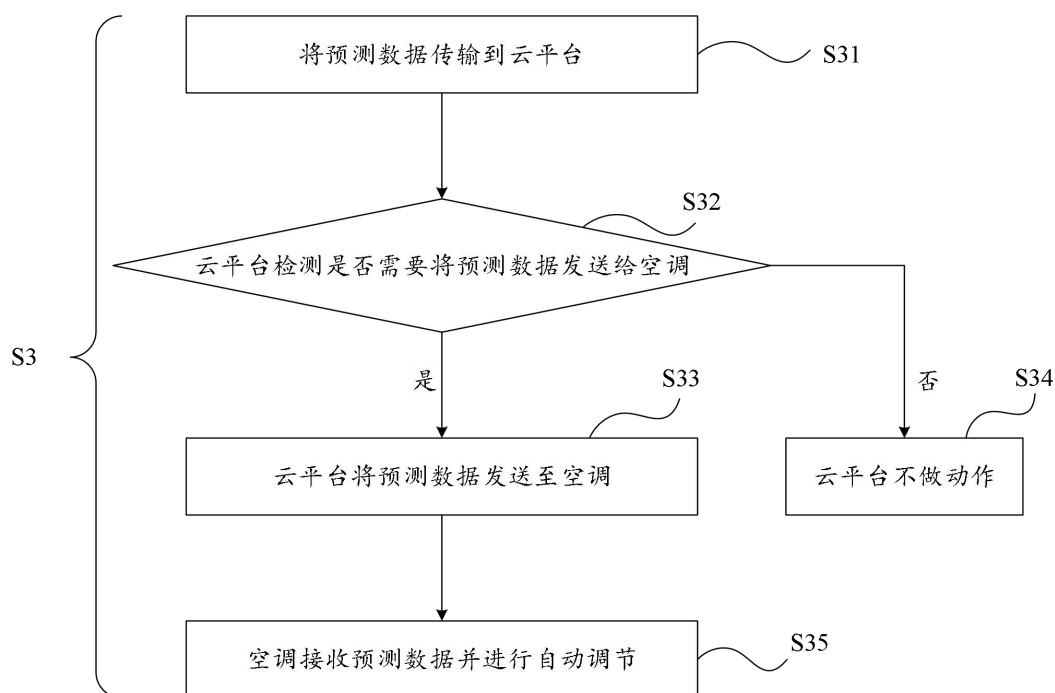 将预测数据传输到云平台
S31
S32
云平台检测是否需要将预测数据发送给空调
S3
是
否
S33
S34
云平台将预测数据发送至空调
云平台不做动作
空调接收预测数据并进行自动调节
S35